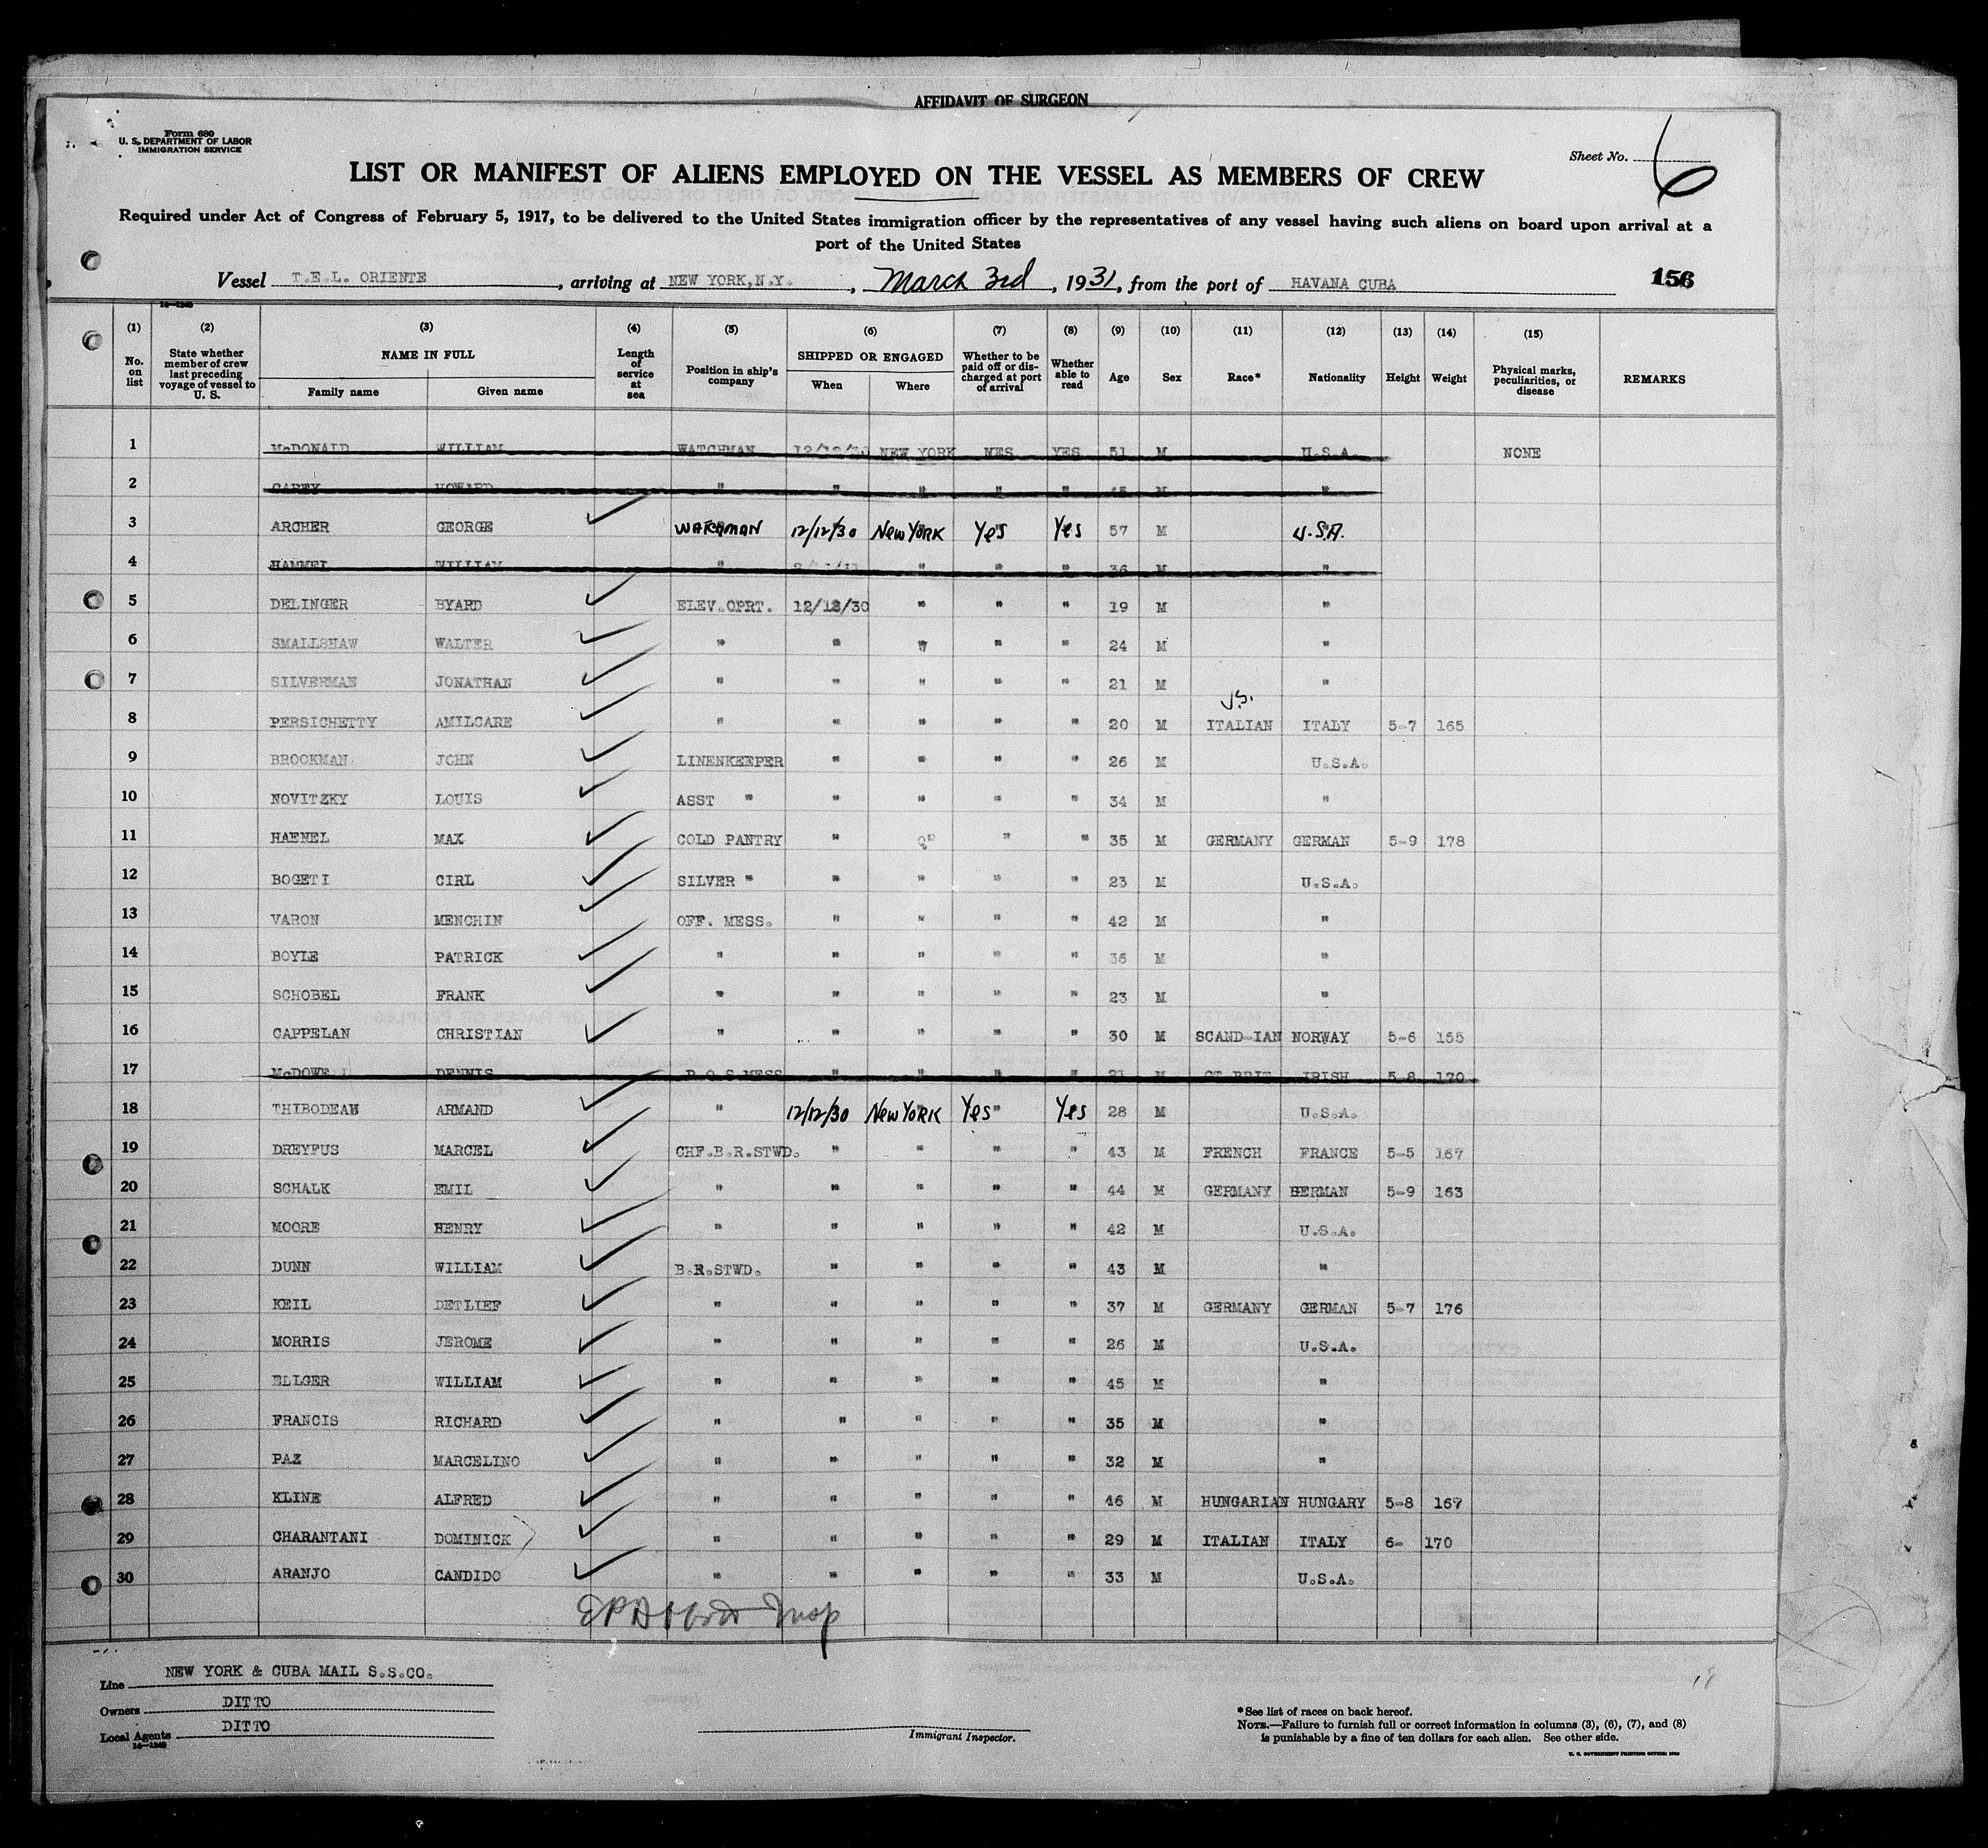 AFFIDAVIT OF SURGEON
Form 680
U. S. DEPARTMENT OF LABOR
IMMIGRATION SERVICE
Sheet No. 6
LIST OR MANIFEST OF ALIENS EMPLOYED ON THE VESSEL AS MEMBERS OF CREW
Required under Act of Congress of February 5, 1917, to be delivered to the United States immigration officer by the representatives of any vessel having such aliens on board upon arrival at a
port of the United States
Vessel T.E.L. ORIENTE, arriving at NEW YORK,N.Y., March 3rd, 1931, from the port of HAVANA CUBA 156
(1) (2) (3) (4) (5) (6) (7) (8) (9) (10) (11) (12) (13) (14) (15)
No. on list State whether member of crew last preceding voyage of vessel to U. S. NAME IN FULL Family name Given name Length of service at sea Position in ship's company SHIPPED OR ENGAGED When Where Whether to be paid off or discharged at port of arrival Whether able to read Age Sex Race* Nationality Height Weight Physical marks, peculiarities, or disease REMARKS
1 McDONALD WILLIAM WATCHMAN 12/12/30 NEW YORK YES YES 51 M U.S.A. NONE
2 CAREY HOWARD " " " " " 45 M "
3 ARCHER GEORGE WATCHMAN 12/12/30 New YORK Yes Yes 57 M U.S.A.
4 HAMMEL WILLIAM " " " " 36 M "
5 DELINGER BYARD ELEV.OPRT. 12/12/30 " " " 19 M "
6 SMALLSHAW WALTER " " " " " 24 M "
7 SILVERMAN JONATHAN " " " " " 21 M "
8 PERSICHETTY AMILCARE " " " " " 20 M ITALIAN ITALY 5-7 165
9 BROOKMAN JOHN LINENKEEPER " " " " 26 M U.S.A.
10 NOVITZKY LOUIS ASST " " " " " 34 M "
11 HAENEL MAX COLD PANTRY " " " " 35 M GERMANY GERMAN 5-9 178
12 BOGETI CIRL SILVER " " " " " 23 M U.S.A.
13 VARON MENCHIN OFF. MESS. " " " " 42 M "
14 BOYLE PATRICK " " " " " 36 M "
15 SCHOBEL FRANK " " " " " 23 M "
16 CAPPELAN CHRISTIAN " " " " " 30 M SCAND-IAN NORWAY 5-6 155
17 McDOWELL DENNIS P.O.S.MESS " " " " 21 M GT BRIT IRISH 5-8 170
18 THIBODEAU ARMAND " 12/12/30 New YORK Yes" Yes 28 M U.S.A.
19 DREYFUS MARCEL CHF.B.R.STWD. " " " " 43 M FRENCH FRANCE 5-5 167
20 SCHALK EMIL " " " " " 44 M GERMANY HERMAN 5-9 163
21 MOORE HENRY " " " " " 42 M U.S.A.
22 DUNN WILLIAM B.R.STWD. " " " " 43 M "
23 KEIL DETLIEF " " " " " 37 M GERMANY GERMAN 5-7 176
24 MORRIS JEROME " " " " " 26 M U.S.A.
25 ELLGER WILLIAM " " " " " 45 M "
26 FRANCIS RICHARD " " " " " 35 M "
27 PAZ MARCELINO " " " " " 32 M "
28 KLINE ALFRED " " " " " 46 M HUNGARIAN HUNGARY 5-8 167
29 CHARANTANI DOMINICK " " " " " 29 M ITALIAN ITALY 6- 170
30 ARANJO CANDIDO " " " " " 33 M U.S.A.
Insp
Line NEW YORK & CUBA MAIL S.S.CO.
Owners DITTO
Local Agents DITTO
Immigrant Inspector.
*See list of races on back hereof.
NOTE.—Failure to furnish full or correct information in columns (3), (6), (7), and (8)
is punishable by a fine of ten dollars for each alien. See other side.